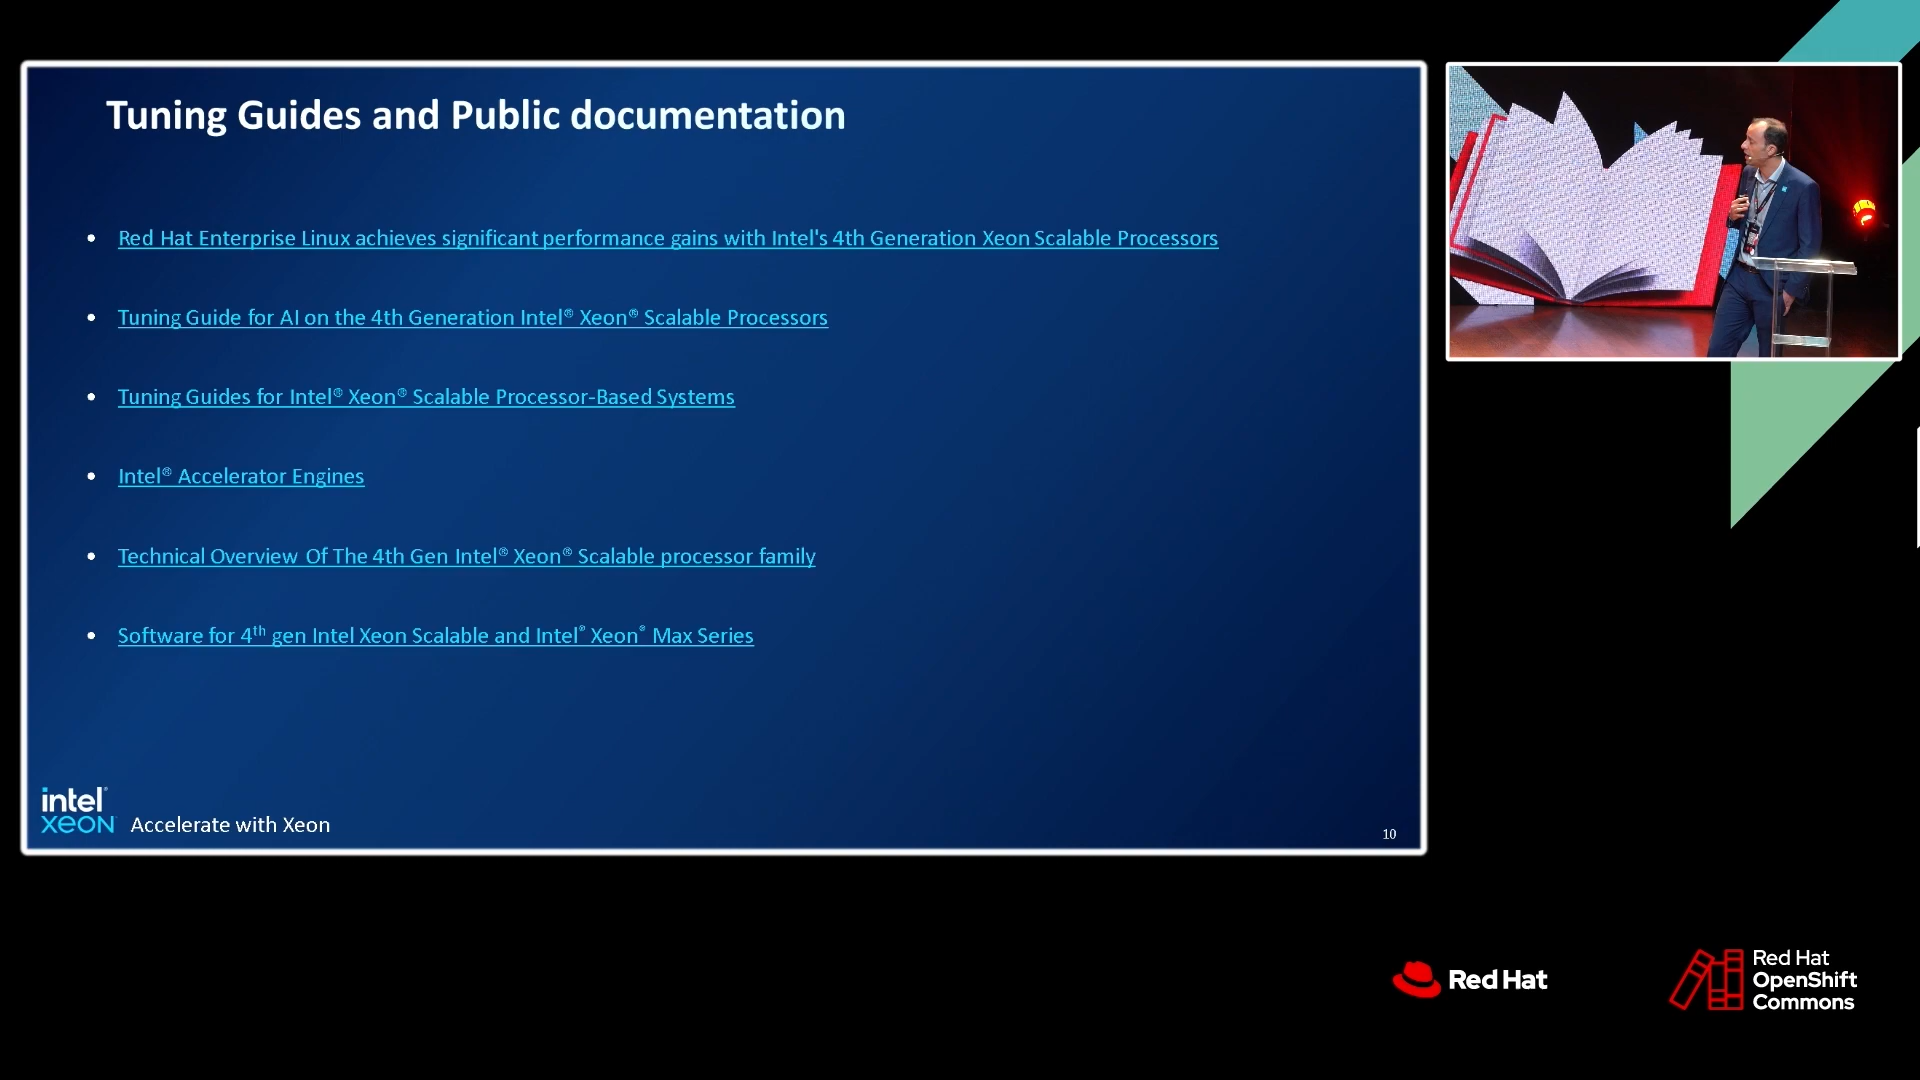 Tuning Guides and Public documentation
• Red Hat Enterprise Linux achieves significant performance gains with Intel's 4th Generation Xeon Scalable Processors
• Tuning Guide for AI on the 4th Generation Intel® Xeon® Scalable Processors
• Tuning Guides for Intel® Xeon® Scalable Processor-Based Systems
• Intel® Accelerator Engines
• Technical Overview Of The 4th Gen Intel® Xeon® Scalable processor family
• Software for 4th gen Intel Xeon Scalable and Intel® Xeon® Max Series
intel
xeon
Accelerate with Xeon
10
Red Hat
Red Hat
OpenShift
Commons